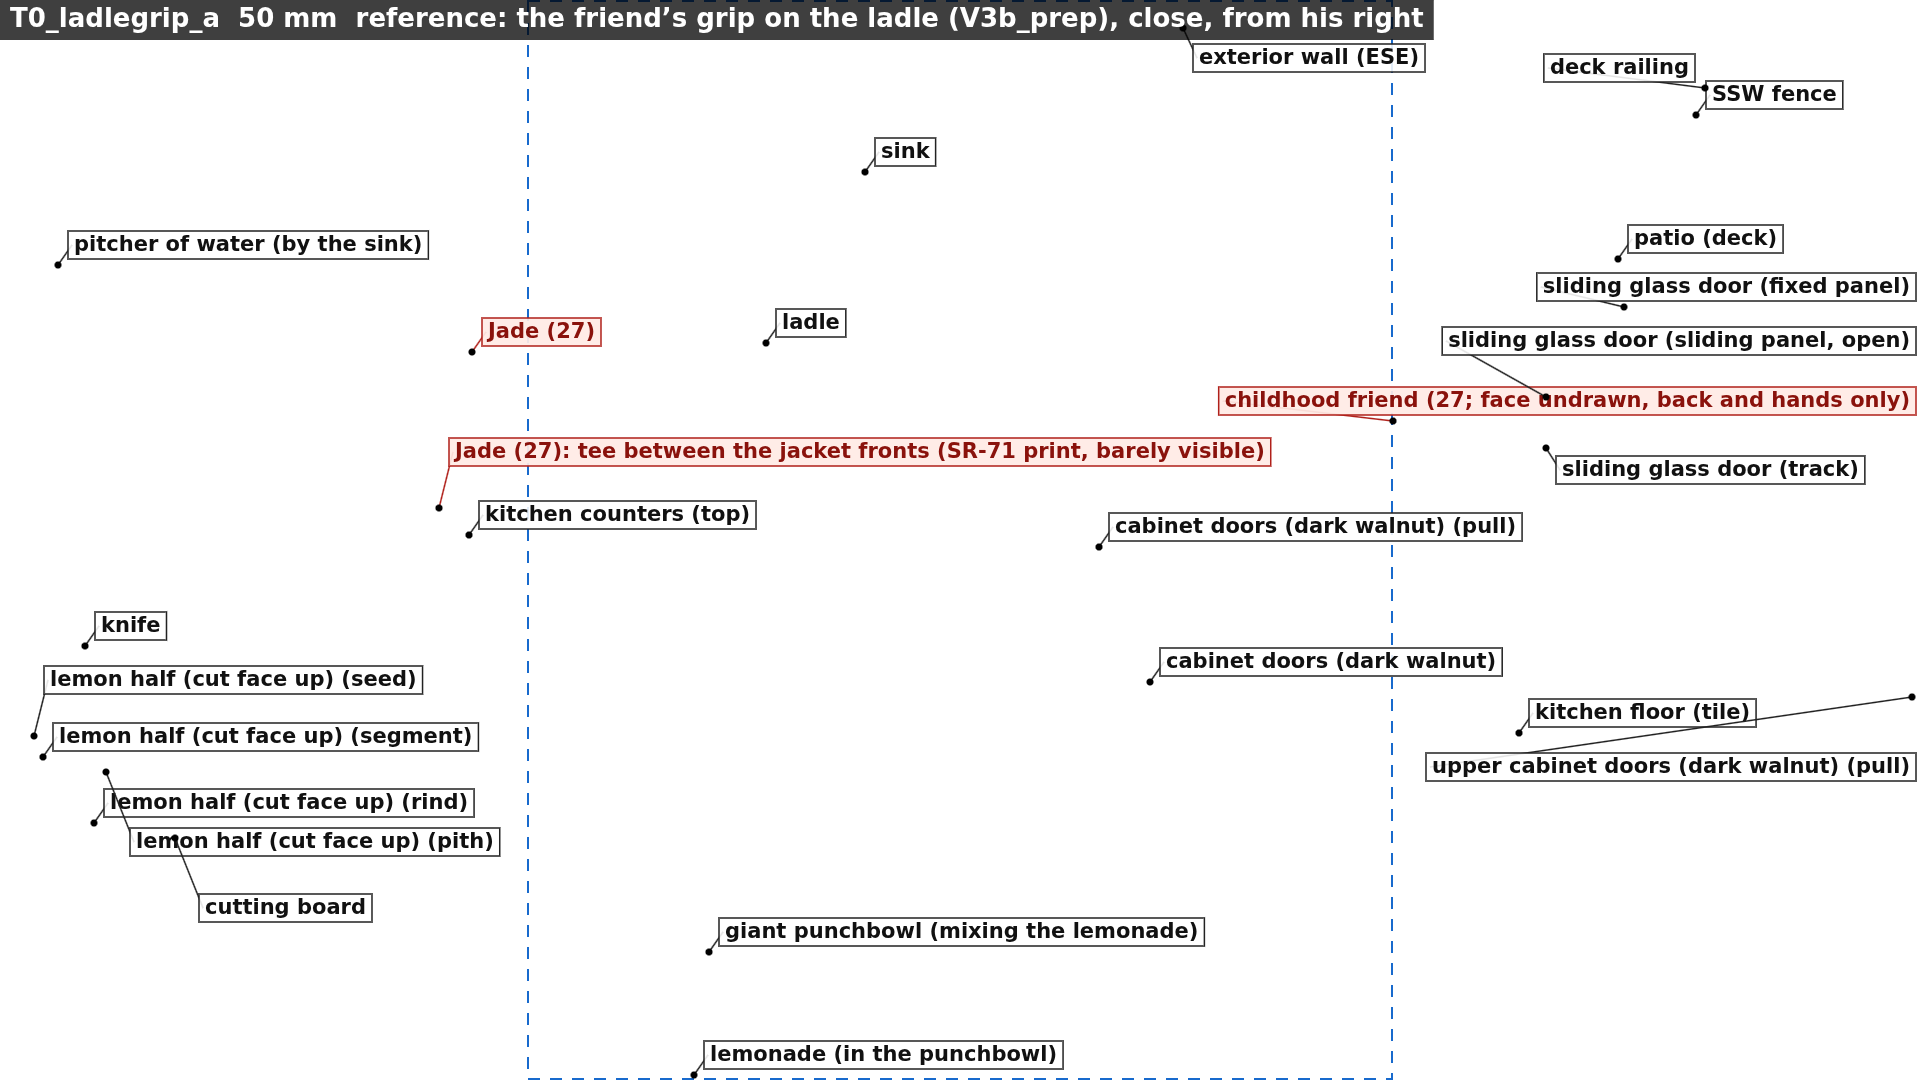 T0_ladlegrip_a 50 mm reference: the friend’s grip on the ladle (V3b_prep), close, from his right
exterior wall (ESE)
deck railing
SSW fence
sink
pitcher of water (by the sink)
patio (deck)
sliding glass door (fixed panel)
Jade (27)
ladle
sliding glass door (sliding panel, open)
childhood friend (27; face undrawn, back and hands only)
Jade (27): tee between the jacket fronts (SR-71 print, barely visible)
sliding glass door (track)
kitchen counters (top)
cabinet doors (dark walnut) (pull)
knife
cabinet doors (dark walnut)
lemon half (cut face up) (seed)
kitchen floor (tile)
lemon half (cut face up) (segment)
upper cabinet doors (dark walnut) (pull)
lemon half (cut face up) (rind)
lemon half (cut face up) (pith)
cutting board
giant punchbowl (mixing the lemonade)
lemonade (in the punchbowl)